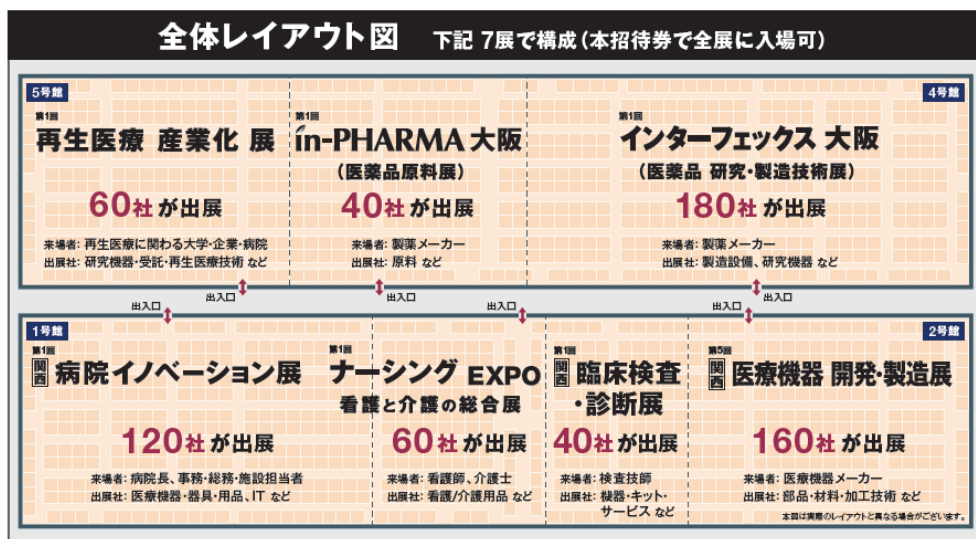 全体レイアウト図 下記 7展で構成(本招待券で全展に入場可)
5号館
4号館
第1回
再生医療 産業化 展
60社が出展
来場者: 再生医療に関わる大学・企業・病院
出展社: 研究機器・受託・再生医療技術 など
第1回
in-PHARMA 大阪
(医薬品原料展)
40社が出展
来場者: 製薬メーカー
出展社: 原料 など
第1回
インターフェックス 大阪
(医薬品 研究・製造技術展)
180社が出展
来場者: 製薬メーカー
出展社: 製造設備、研究機器 など
出入口
出入口
出入口
出入口
出入口
出入口
1号館
2号館
第1回
関西 病院イノベーション展
120社が出展
来場者: 病院長、事務・総務・施設担当者
出展社: 医療機器・器具・用品、IT など
第1回
ナーシング EXPO
看護と介護の総合展
60社が出展
来場者: 看護師、介護士
出展社: 看護/介護用品 など
第1回
関西 臨床検査
・診断展
40社が出展
来場者: 検査技師
出展社: 機器・キット・
サービス など
第5回
関西 医療機器 開発・製造展
160社が出展
来場者: 医療機器メーカー
出展社: 部品・材料・加工技術 など
本図は実際のレイアウトと異なる場合がございます。